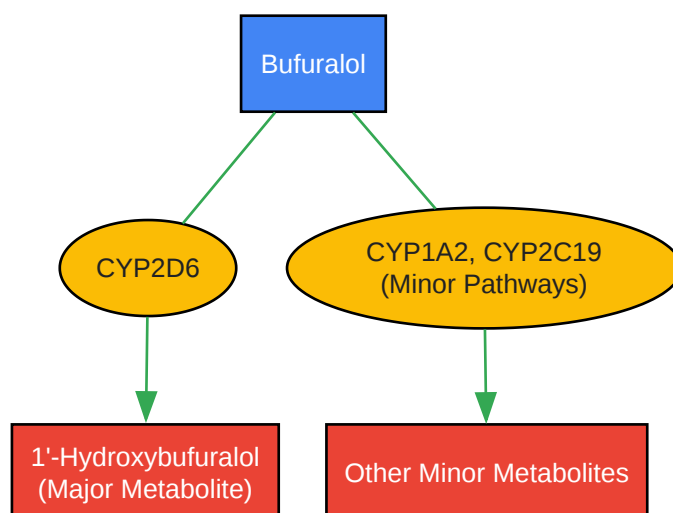 Bufuralol
CYP2D6
CYP1A2, CYP2C19
(Minor Pathways)
1'-Hydroxybufuralol
(Major Metabolite)
Other Minor Metabolites